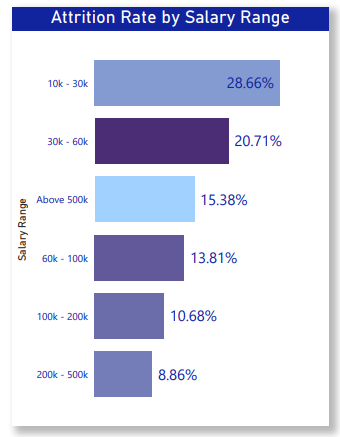 Attrition Rate by Salary Range
10k - 30k
28.66%
30k - 60k
20.71%
Above 500k
15.38%
Salary Range
60k - 100k
13.81%
100k - 200k
10.68%
200k - 500k
8.86%